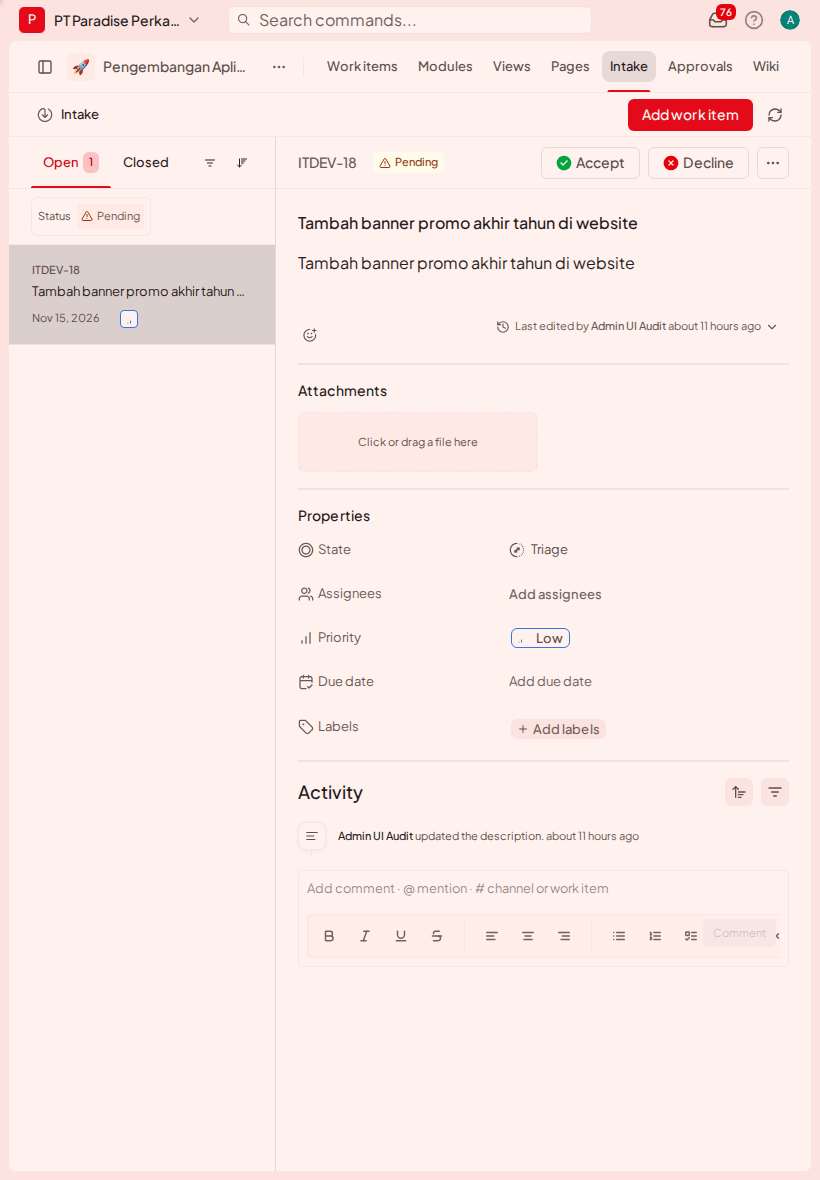 P PT Paradise Perka... Search commands... 76 A
🚀 Pengembangan Apli... Work items Modules Views Pages Intake Approvals Wiki
Intake Add work item
Open 1 Closed
ITDEV-18 Pending Accept Decline
Status Pending
ITDEV-18
Tambah banner promo akhir tahun ...
Nov 15, 2026
Tambah banner promo akhir tahun di website
Tambah banner promo akhir tahun di website
Last edited by Admin UI Audit about 11 hours ago
Attachments
Click or drag a file here
Properties
State Triage
Assignees Add assignees
Priority Low
Due date Add due date
Labels + Add labels
Activity
Admin UI Audit updated the description. about 11 hours ago
Add comment · @ mention · # channel or work item
B I U S Comment